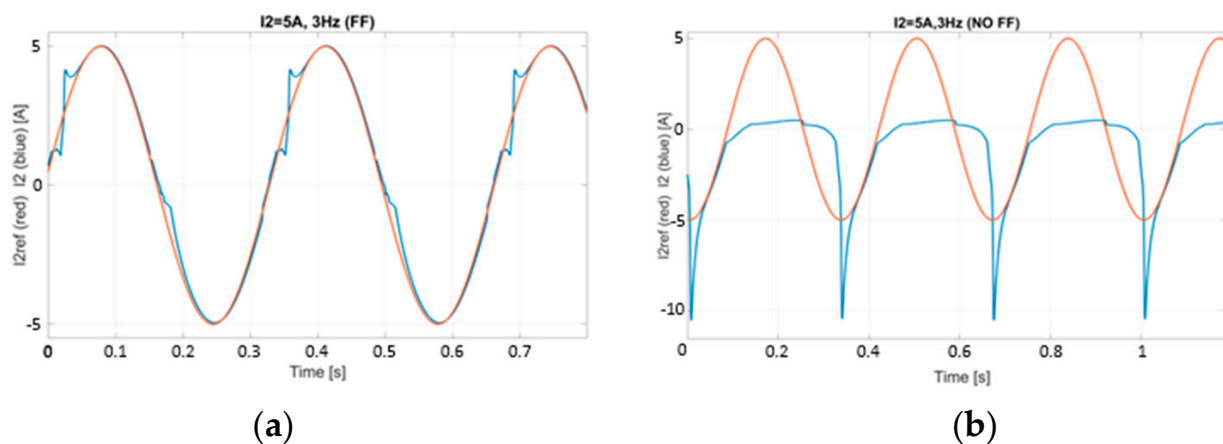 I2=5A, 3Hz (FF)
I2ref (red) I2 (blue) [A]
5
0
-5
0 0.1 0.2 0.3 0.4 0.5 0.6 0.7
Time [s]
(a)
I2=5A,3Hz (NO FF)
I2ref (red) I2 (blue) [A]
5
0
-5
-10
0 0.2 0.4 0.6 0.8 1
Time [s]
(b)